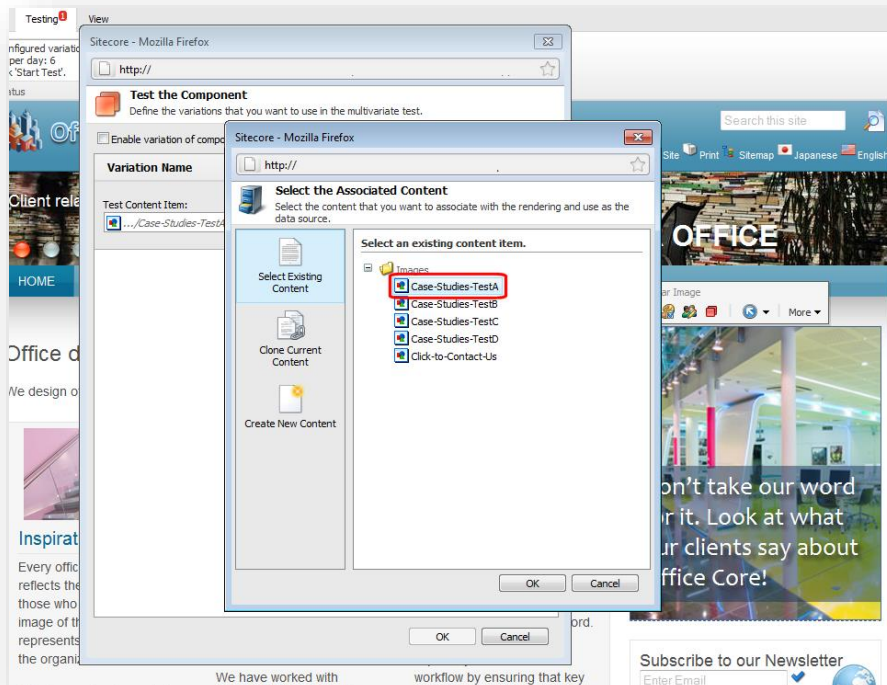 Testing 1
View
nfigured variatio
per day: 6
k 'Start Test'.
atus
Sitecore - Mozilla Firefox
http://
Test the Component
Define the variations that you want to use in the multivariate test.
Enable variation of compo
Variation Name
Test Content Item:
.../Case-Studies-TestA
Sitecore - Mozilla Firefox
http://
Select the Associated Content
Select the content that you want to associate with the rendering and use as the
data source.
Select Existing
Content
Clone Current
Content
Create New Content
Select an existing content item.
Images
Case-Studies-TestA
Case-Studies-TestB
Case-Studies-TestC
Case-Studies-TestD
Click-to-Contact-Us
OK Cancel
OK Cancel
Off
Search this site
Site Print Sitemap Japanese English
Client rela
OFFICE
HOME
ar Image
More
Office d
We design o
Inspirat
Every offic
reflects the
those who
image of th
represents
the organiz
ord.
We have worked with
workflow by ensuring that key
on't take our word
or it. Look at what
ur clients say about
ffice Core!
Subscribe to our Newsletter
Enter Email